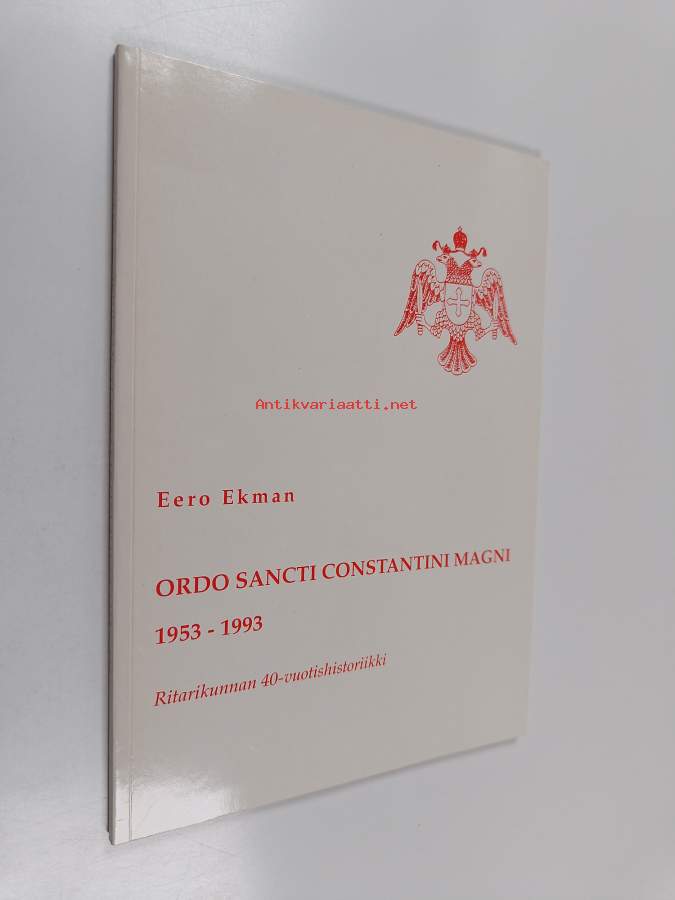 Antikvariaatti.net
Eero Ekman
ORDO SANCTI CONSTANTINI MAGNI
1953 - 1993
Ritarikunnan 40-vuotishistoriikki